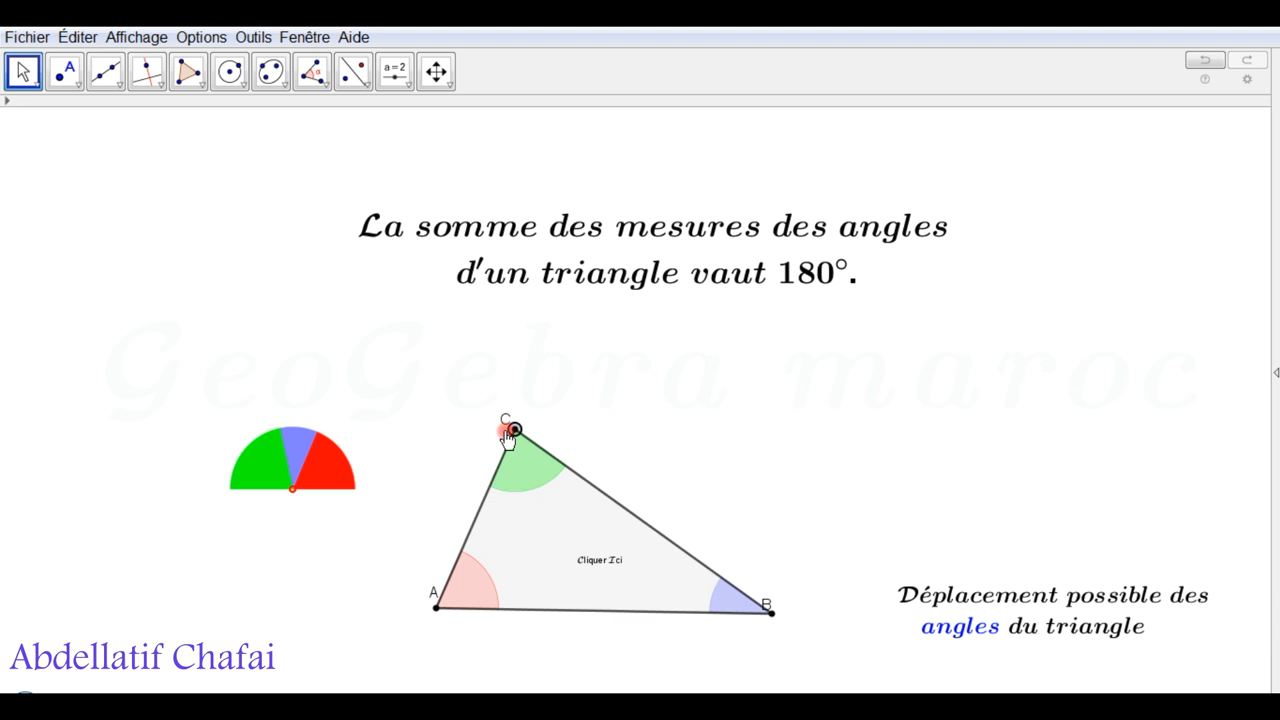 Fichier Éditer Affichage Options Outils Fenêtre Aide
A
α
a = 2
La somme des mesures des angles
d'un triangle vaut 180°.
GeoGebra maroc
C
Cliquer Ici
A
B
Déplacement possible des
angles du triangle
Abdellatif Chafai